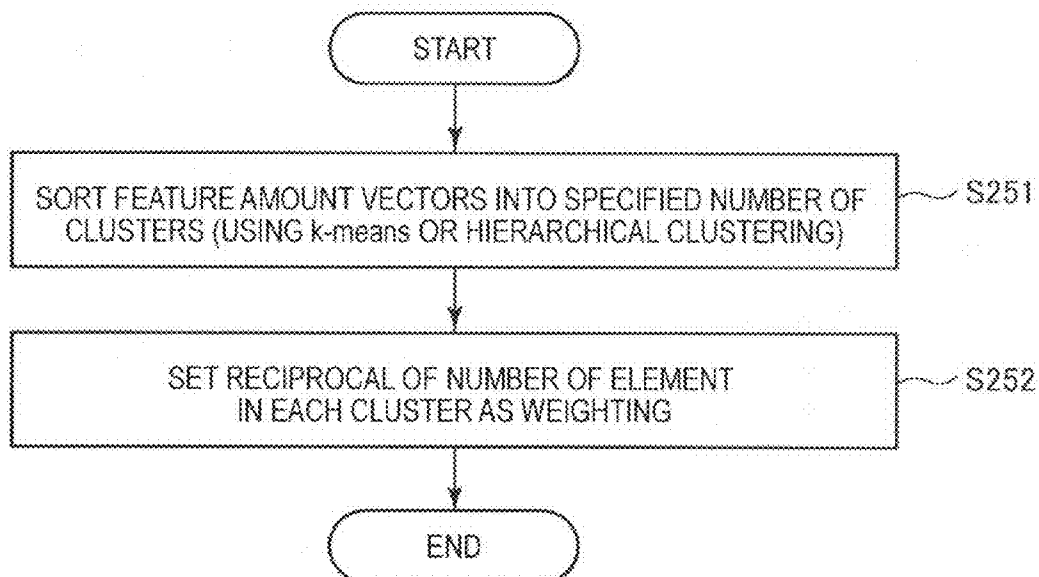 START
SORT FEATURE AMOUNT VECTORS INTO SPECIFIED NUMBER OF
CLUSTERS (USING k-means OR HIERARCHICAL CLUSTERING)
S251
SET RECIPROCAL OF NUMBER OF ELEMENT
IN EACH CLUSTER AS WEIGHTING
S252
END